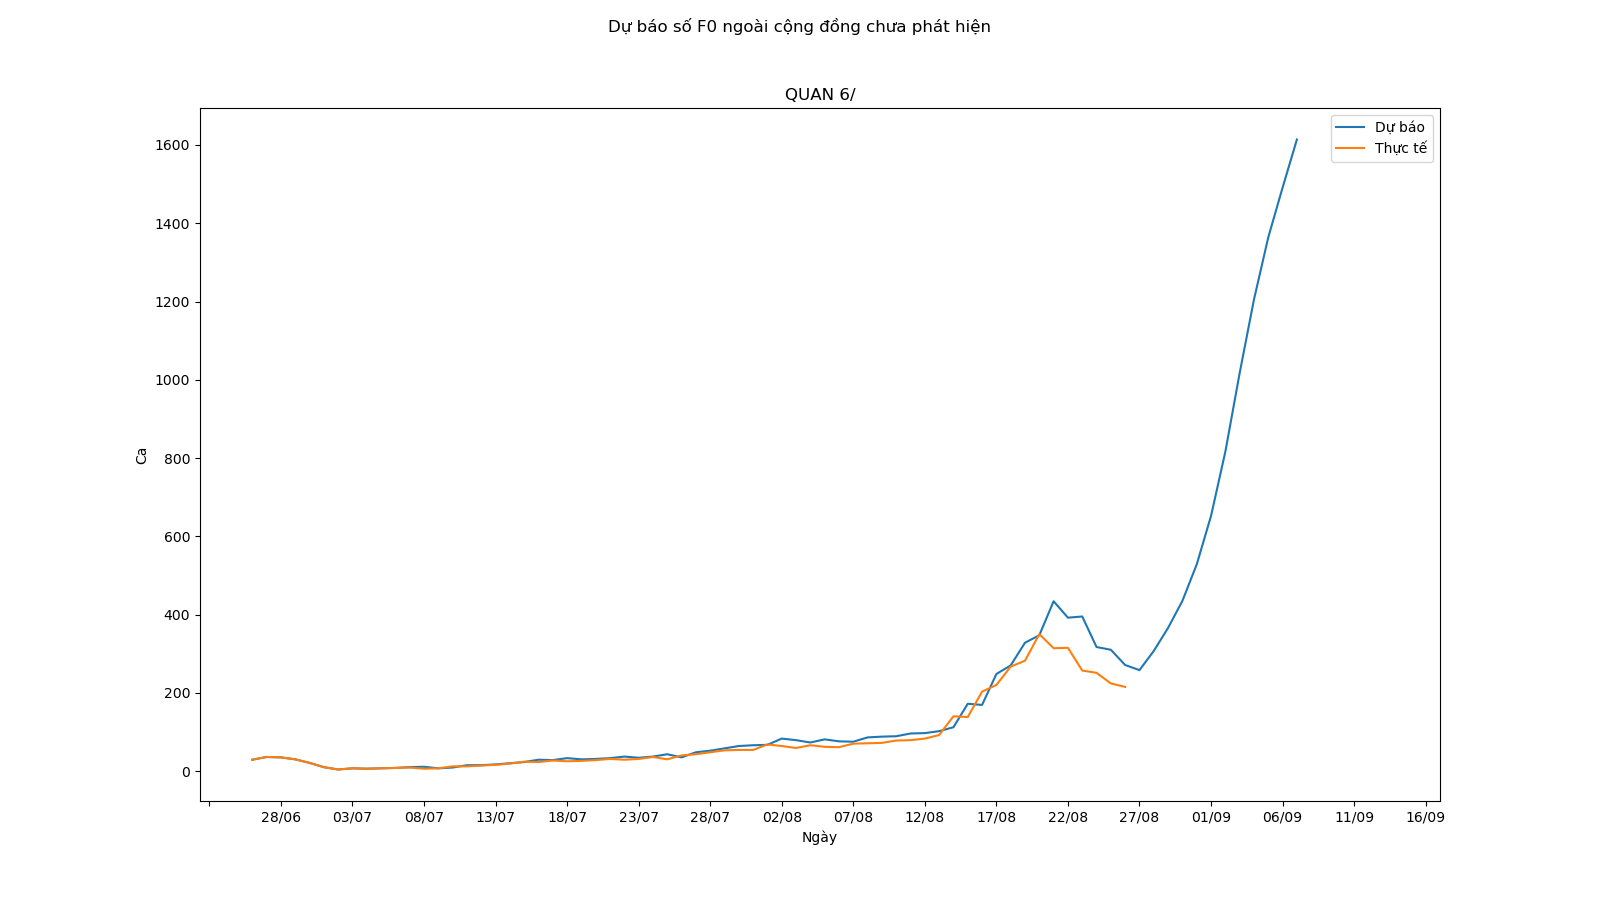 Dự báo số F0 ngoài cộng đồng chưa phát hiện
QUAN 6/
Dự báo
Thực tế
1600
1400
1200
1000
800
600
400
200
0
Ca
28/06 03/07 08/07 13/07 18/07 23/07 28/07 02/08 07/08 12/08 17/08 22/08 27/08 01/09 06/09 11/09 16/09
Ngày